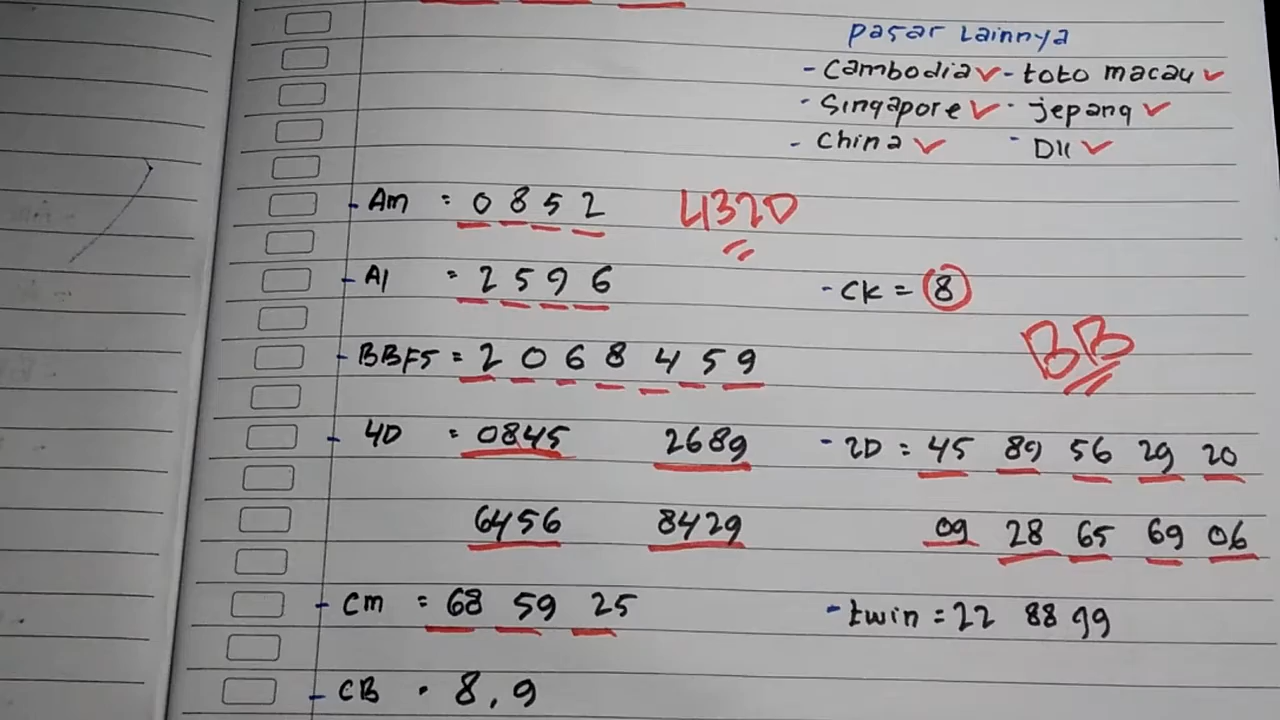 Pasar Lainnya
- Cambodia ✓ - toto macau ✓
- Singapore ✓ - jepang ✓
- China ✓ - Dll ✓
- Am = 0 8 5 2 4320
- AI = 2 5 9 6 - CK = 8
BB
- BBFS = 2 0 6 8 4 5 9
- 4D = 0845 2689 - 2D = 45 89 56 29 20
6456 8429 09 28 65 69 06
- Cm = 68 59 25 - twin = 22 88 99
- CB • 8, 9